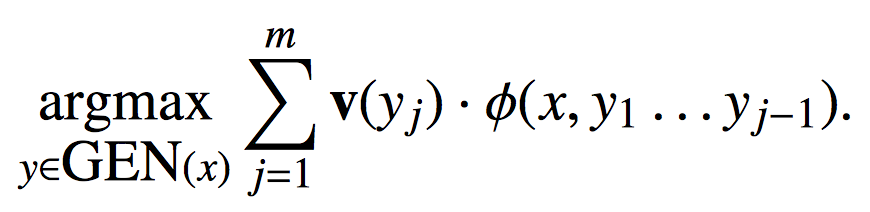 argmax_{y∈GEN(x)} ∑_{j=1}^{m} v(y_j) · ϕ(x, y_1 … y_{j−1}).